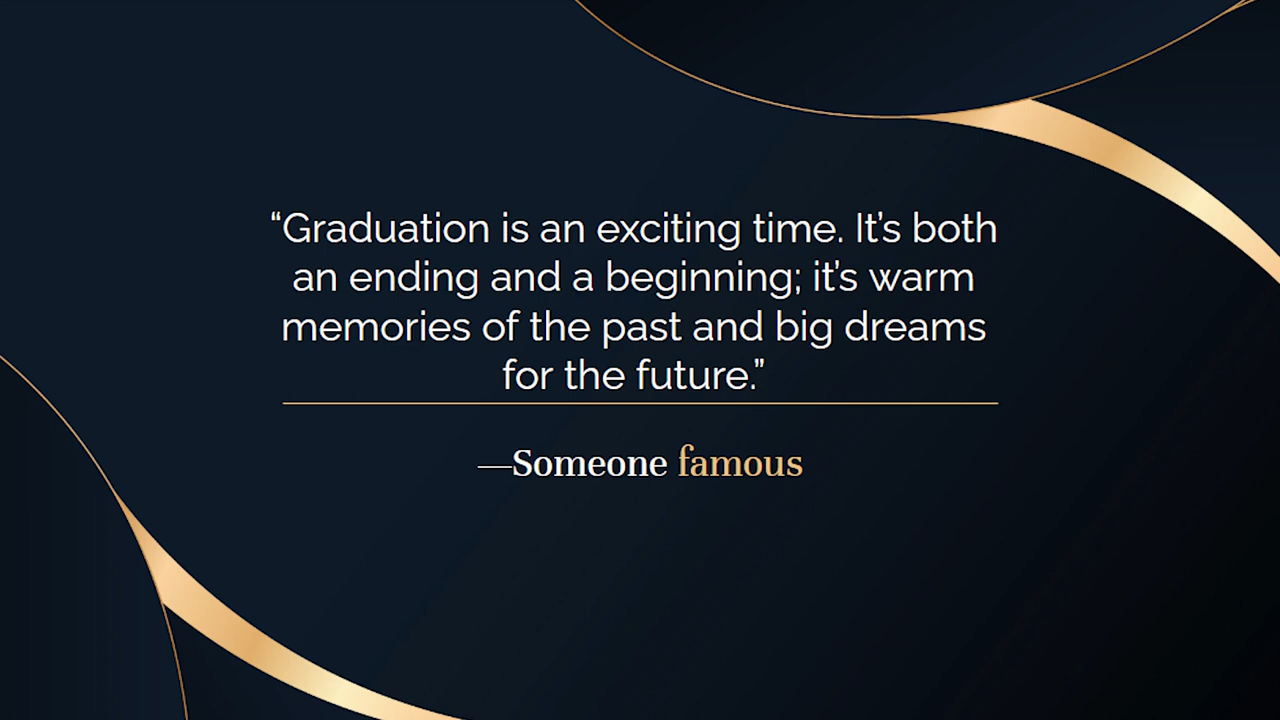 “Graduation is an exciting time. It’s both
an ending and a beginning; it’s warm
memories of the past and big dreams
for the future.”
—Someone famous